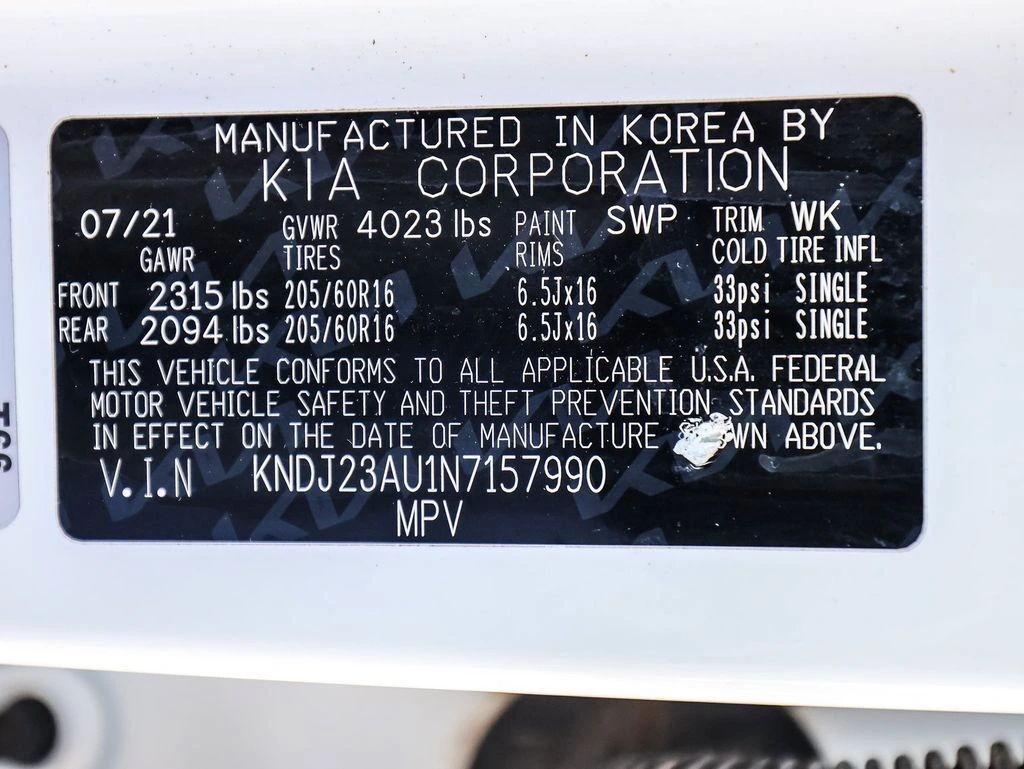 MANUFACTURED IN KOREA BY
KIA CORPORATION
07/21 GVWR 4023 lbs PAINT SWP TRIM WK
GAWR TIRES RIMS COLD TIRE INFL
FRONT 2315 lbs 205/60R16 6.5Jx16 33psi SINGLE
REAR 2094 lbs 205/60R16 6.5Jx16 33psi SINGLE
THIS VEHICLE CONFORMS TO ALL APPLICABLE U.S.A. FEDERAL
MOTOR VEHICLE SAFETY AND THEFT PREVENTION STANDARDS
IN EFFECT ON THE DATE OF MANUFACTURE WN ABOVE.
V.I.N KNDJ23AU1N7157990
MPV